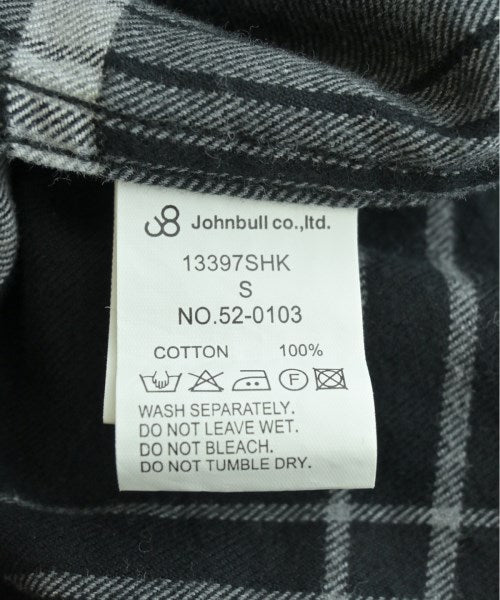 Johnbull co.,ltd.
13397SHK
S
NO.52-0103
COTTON 100%
F
WASH SEPARATELY.
DO NOT LEAVE WET.
DO NOT BLEACH.
DO NOT TUMBLE DRY.